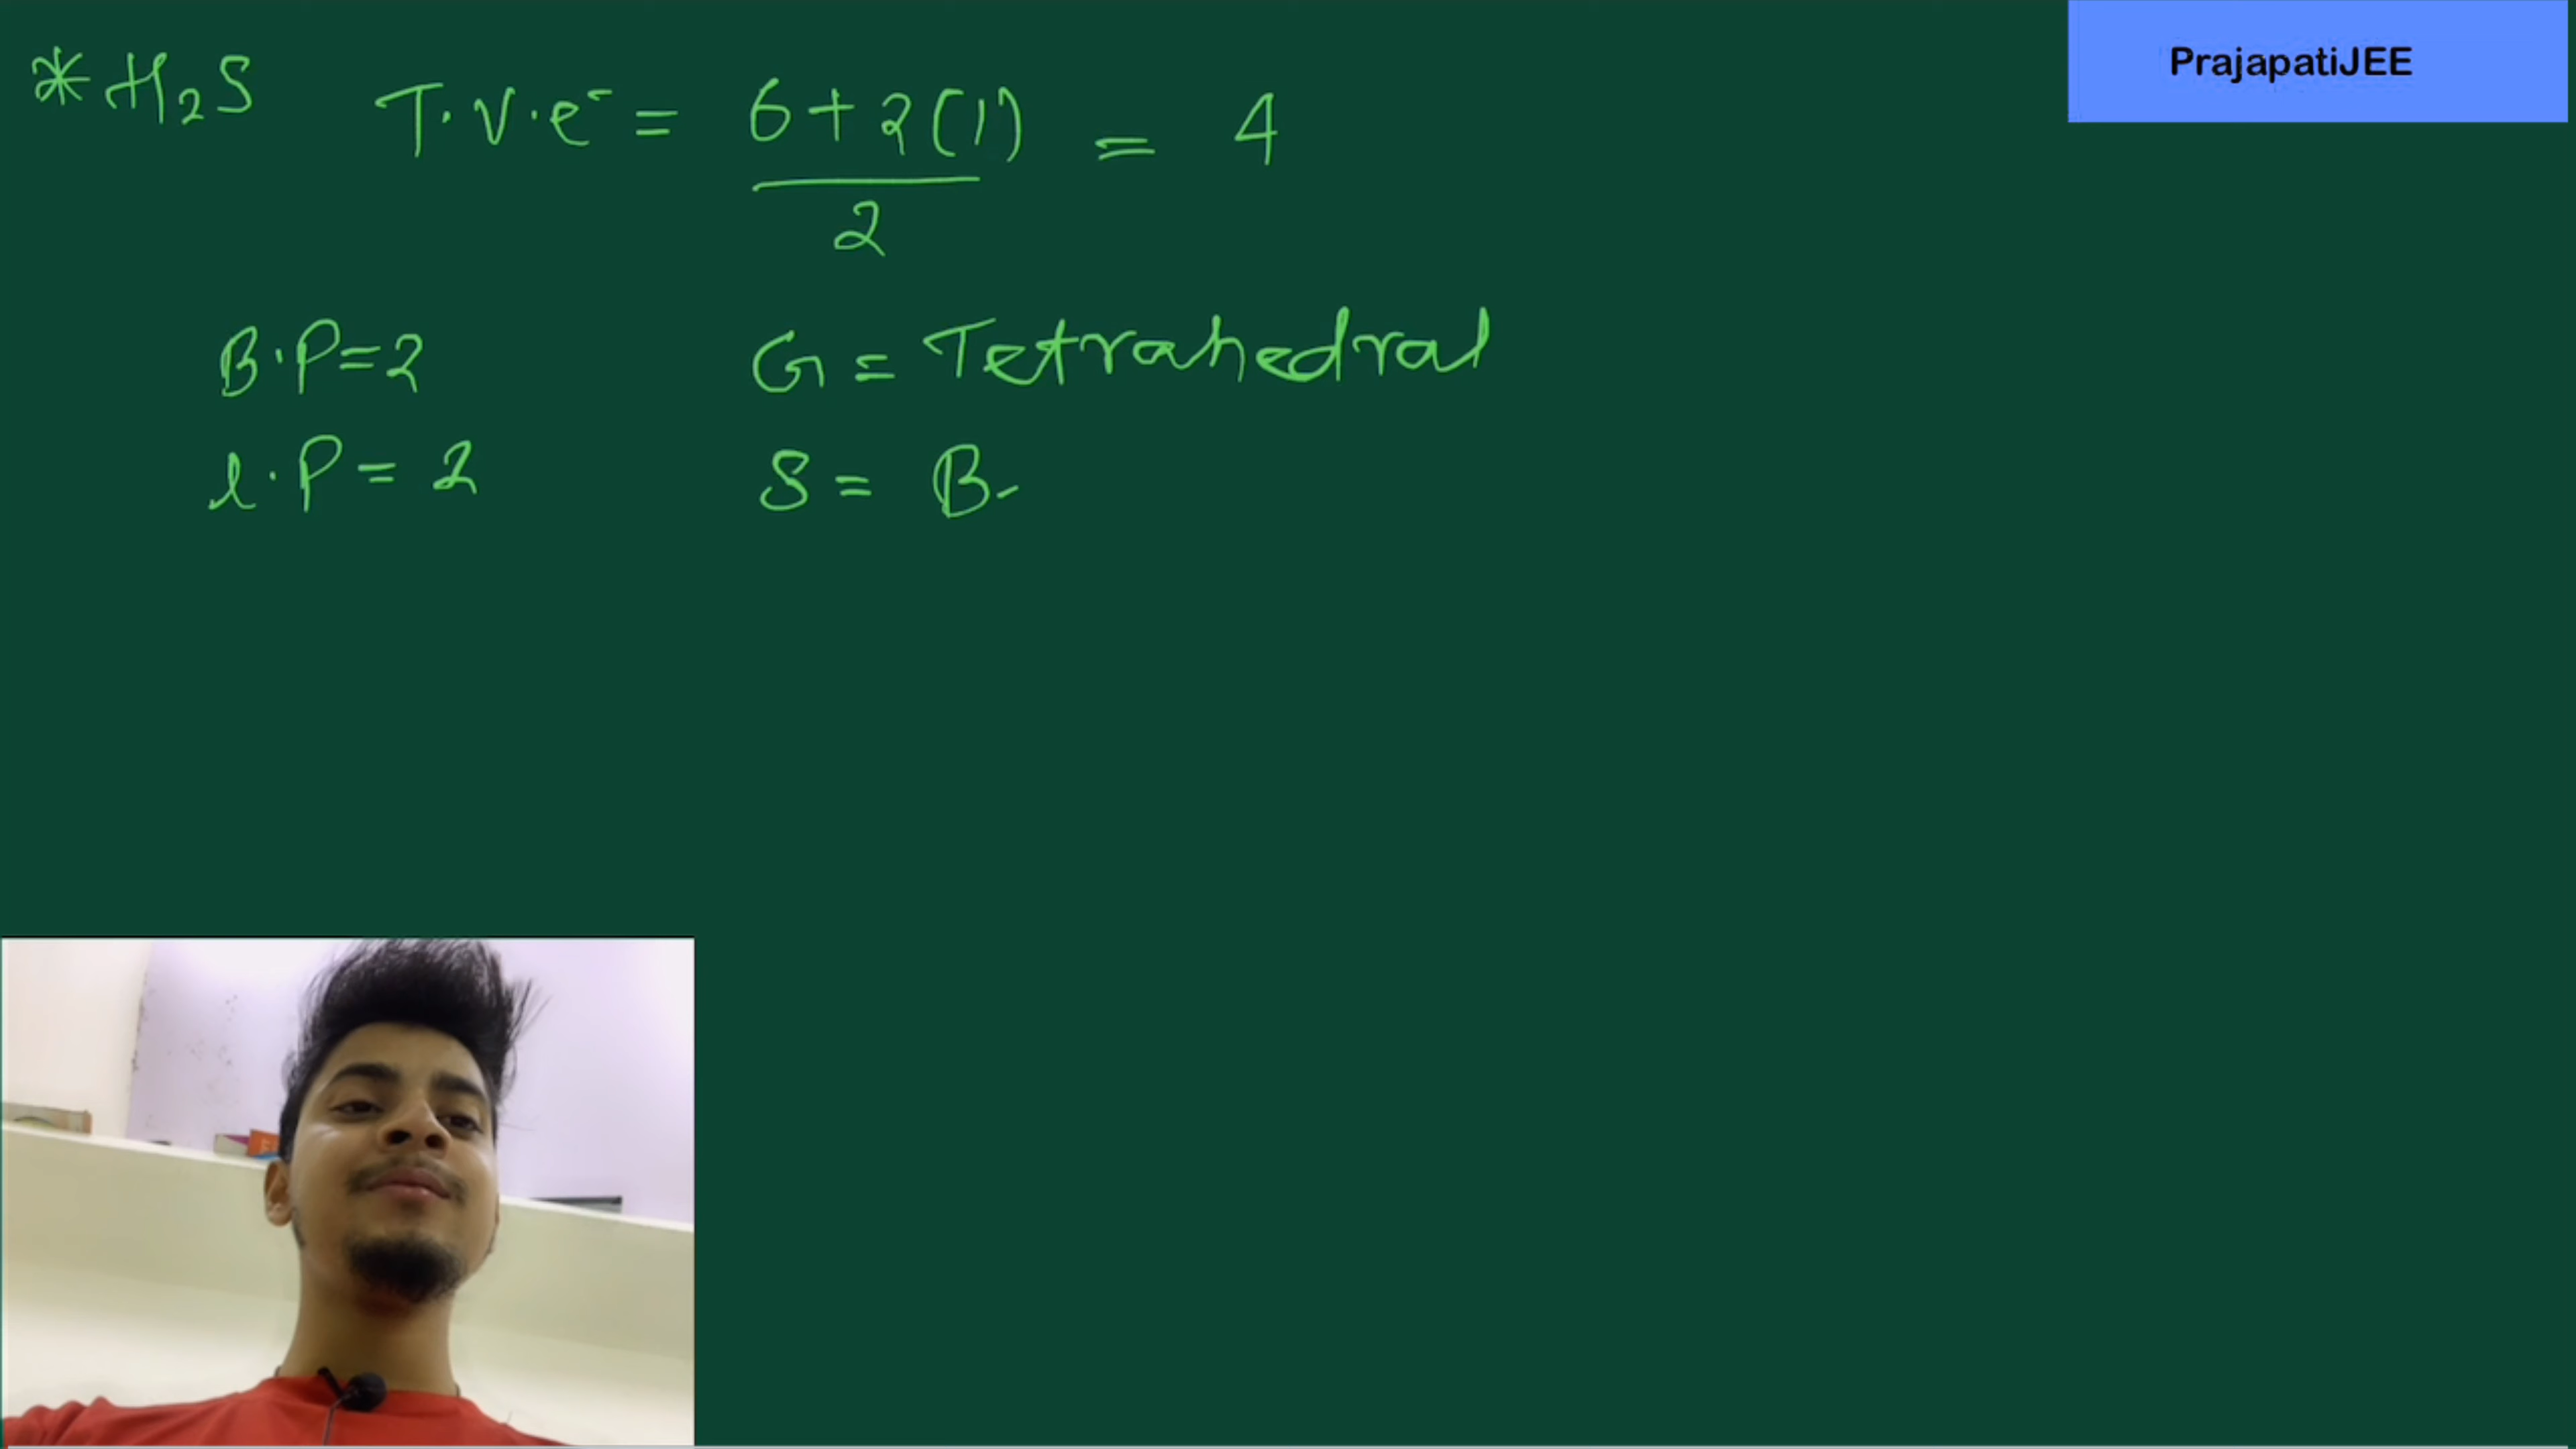 PrajapatiJEE
*H₂S T.V.e⁻ = 6+2(1) = 4
2
B.P=2 G = Tetrahedral
l.P = 2 S = B